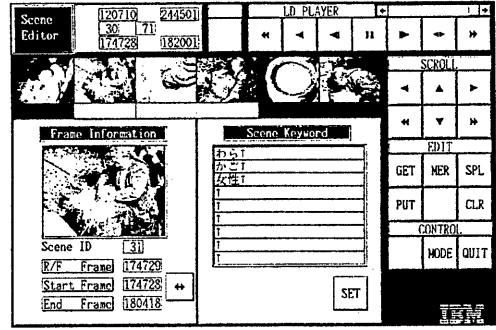 Scene
Editor
120710 244501
30 71
174728 182001
LD PLAYER
SCROLL
EDIT
GET MER SPL
PUT CLR
CONTROL
MODE QUIT
IBM
Frame Information
Scene ID 31
R/F Frame 174729
Start Frame 174728
End Frame 180418
Scene Keyword
わら↑
かご↑
女性↑
↑
↑
↑
↑
↑
↑
SET